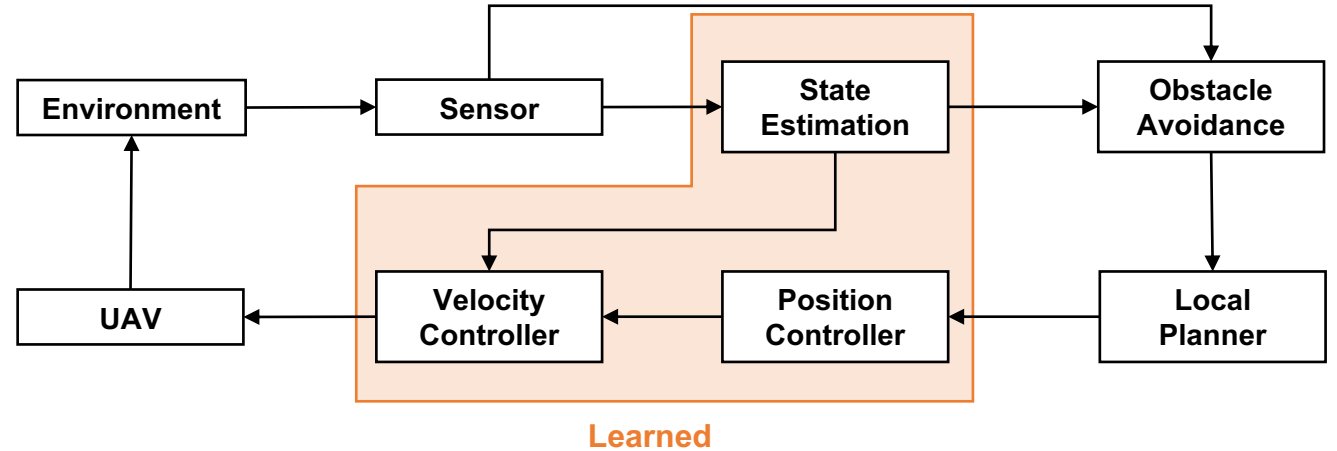 Environment
Sensor
State
Estimation
Obstacle
Avoidance
UAV
Velocity
Controller
Position
Controller
Local
Planner
Learned